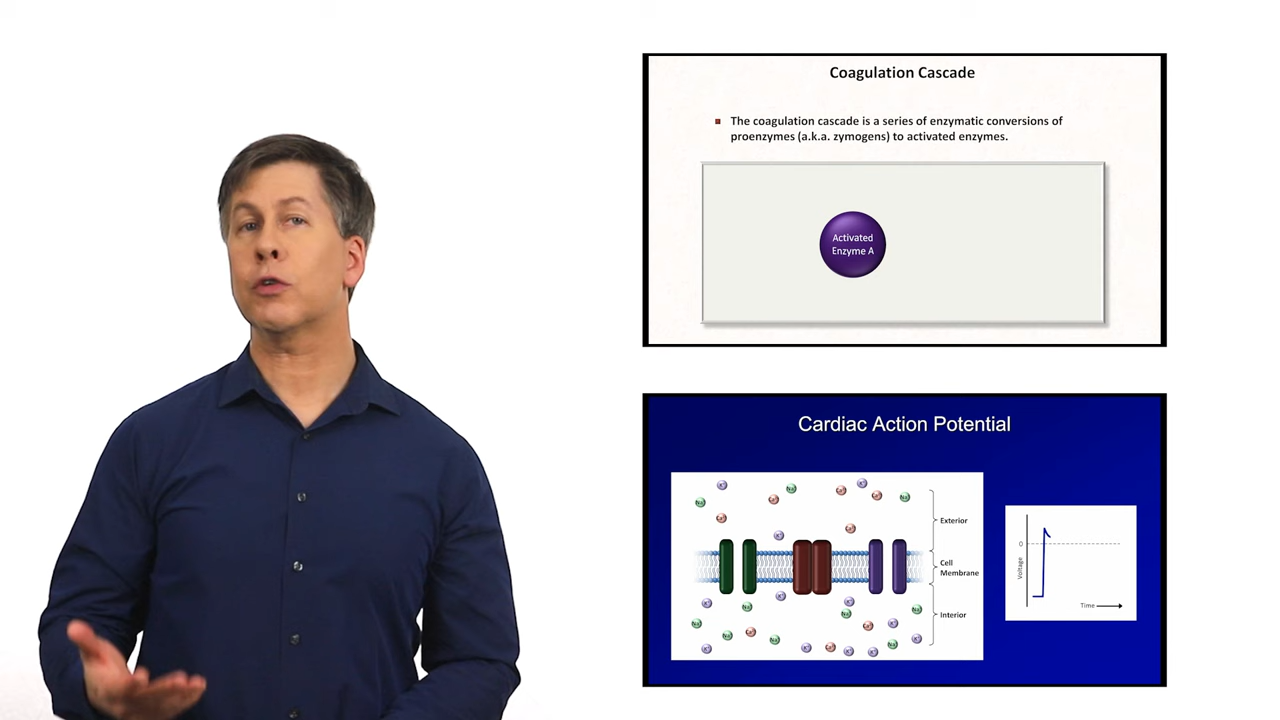 Coagulation Cascade
The coagulation cascade is a series of enzymatic conversions of
proenzymes (a.k.a. zymogens) to activated enzymes.
Activated
Enzyme A
Cardiac Action Potential
Exterior
Cell
Membrane
Interior
0
Voltage
Time